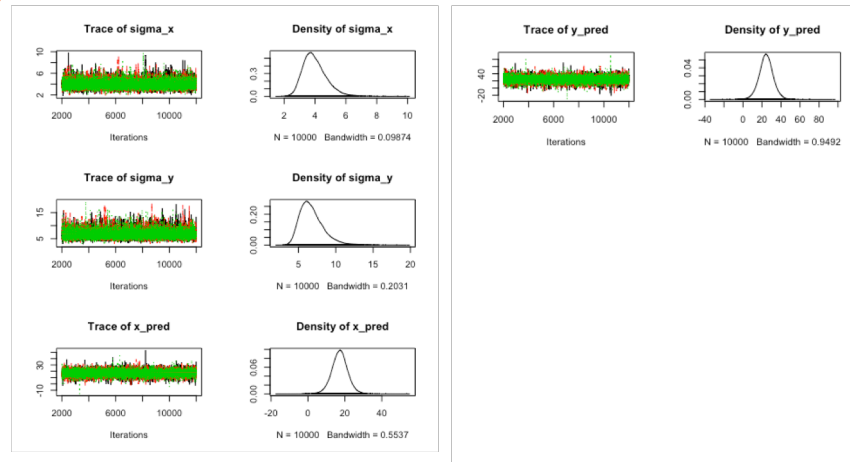 Trace of sigma_x
10
6
2
2000 6000 10000
Iterations
Density of sigma_x
0.3
0.0
2 4 6 8 10
N = 10000 Bandwidth = 0.09874
Trace of sigma_y
15
5
2000 6000 10000
Iterations
Density of sigma_y
0.20
0.00
5 10 15 20
N = 10000 Bandwidth = 0.2031
Trace of x_pred
30
-10
2000 6000 10000
Iterations
Density of x_pred
0.06
0.00
-20 0 20 40
N = 10000 Bandwidth = 0.5537
Trace of y_pred
40
-20
2000 6000 10000
Iterations
Density of y_pred
0.04
0.00
-40 0 20 40 60 80
N = 10000 Bandwidth = 0.9492